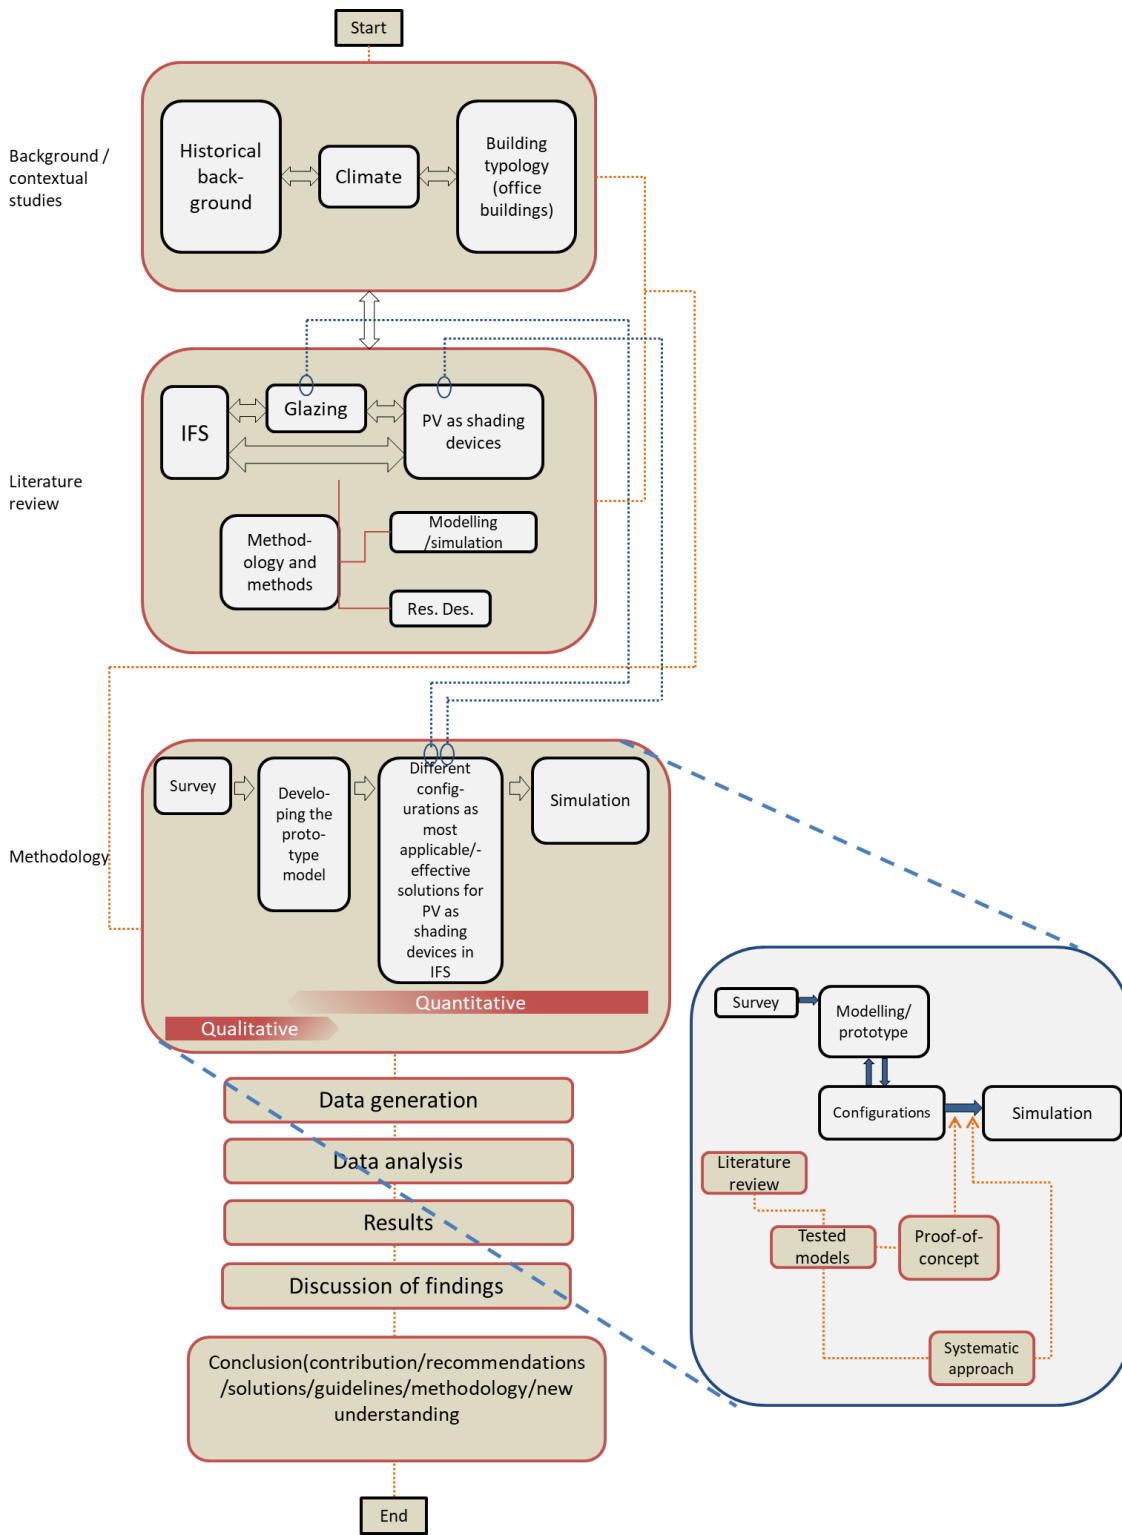 Start
Background /
contextual
studies
Historical
back-
ground
Climate
Building
typology
(office
buildings)
Literature
review
IFS
Glazing
PV as shading
devices
Method-
ology and
methods
Modelling
/simulation
Res. Des.
Methodology
Survey
Develo-
ping the
proto-
type
model
Different
config-
urations as
most
applicable/-
effective
solutions for
PV as
shading
devices in
IFS
Simulation
Quantitative
Qualitative
Survey
Modelling/
prototype
Configurations
Simulation
Literature
review
Tested
models
Proof-of-
concept
Systematic
approach
Data generation
Data analysis
Results
Discussion of findings
Conclusion(contribution/recommendations
/solutions/guidelines/methodology/new
understanding
End